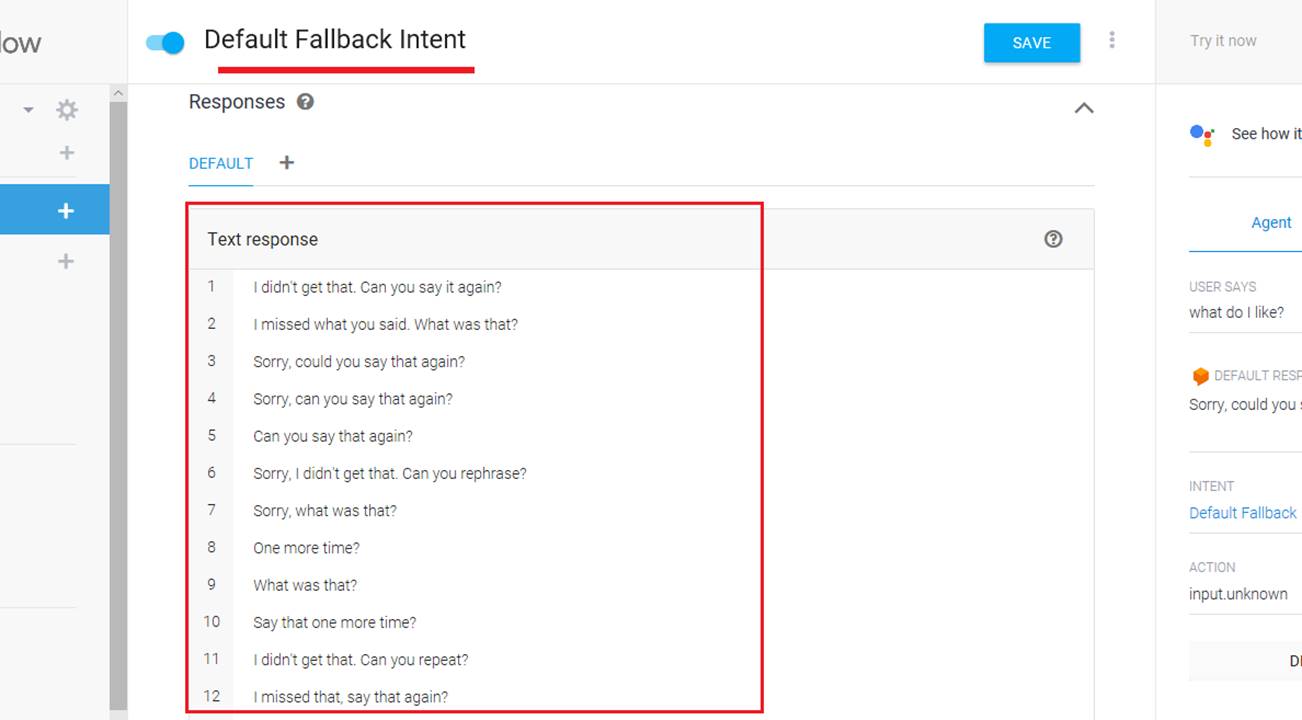 low
Default Fallback Intent
SAVE
Try it now
Responses
DEFAULT
See how it
Text response
Agent
1 I didn't get that. Can you say it again?
2 I missed what you said. What was that?
3 Sorry, could you say that again?
4 Sorry, can you say that again?
5 Can you say that again?
6 Sorry, I didn't get that. Can you rephrase?
7 Sorry, what was that?
8 One more time?
9 What was that?
10 Say that one more time?
11 I didn't get that. Can you repeat?
12 I missed that, say that again?
USER SAYS
what do I like?
DEFAULT RESP
Sorry, could you s
INTENT
Default Fallback
ACTION
input.unknown
DI